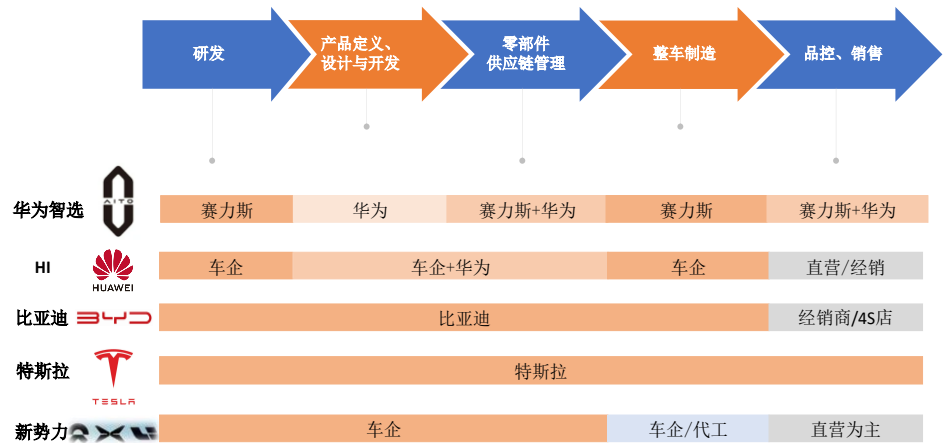 研发
产品定义、
设计与开发
零部件
供应链管理
整车制造
品控、销售
华为智选
AITO
赛力斯
华为
赛力斯+华为
赛力斯
赛力斯+华为
HI
HUAWEI
车企
车企+华为
车企
直营/经销
比亚迪
BYD
比亚迪
经销商/4S店
特斯拉
TESLA
特斯拉
新势力
车企
车企/代工
直营为主